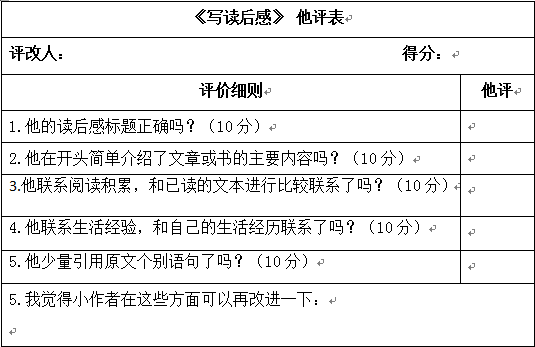 《写读后感》 他评表
评改人： 得分：
评价细则 他评
1.他的读后感标题正确吗？（10分）
2.他在开头简单介绍了文章或书的主要内容吗？（10分）
3.他联系阅读积累，和已读的文本进行比较联系了吗？（10分）
4.他联系生活经验，和自己的生活经历联系了吗？（10分）
5.他少量引用原文个别语句了吗？（10分）
5.我觉得小作者在这些方面可以再改进一下：